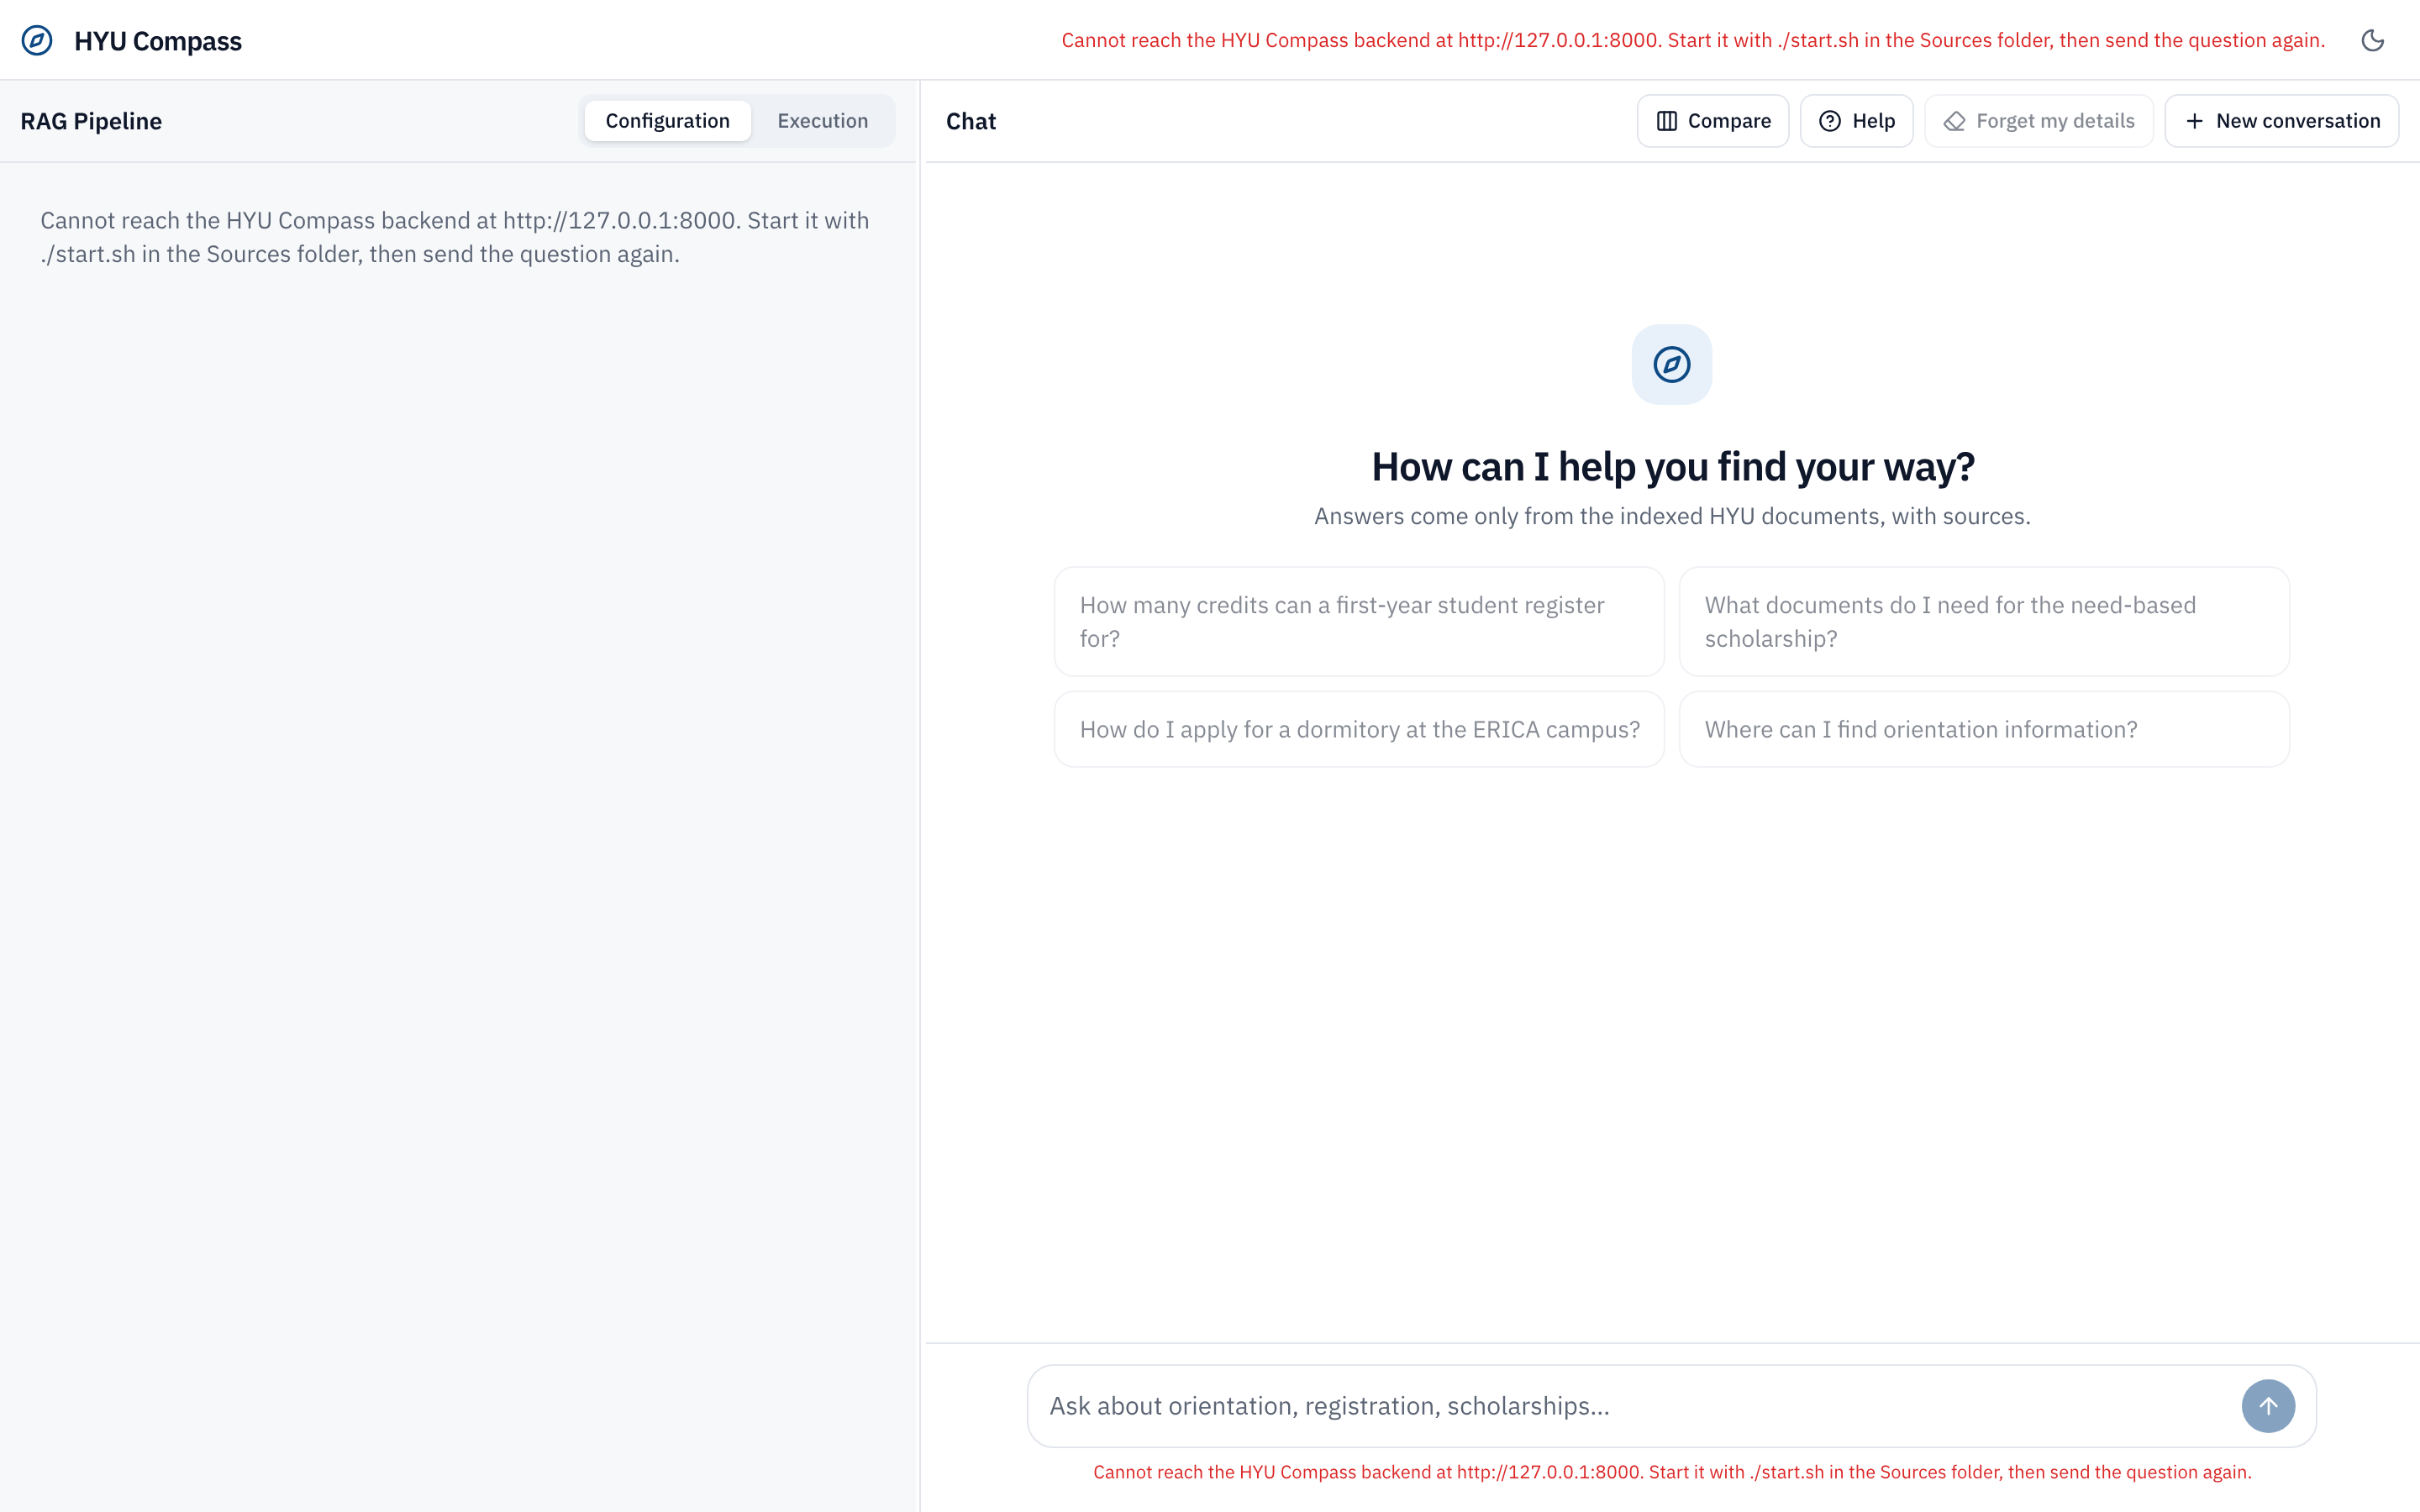 HYU Compass
Cannot reach the HYU Compass backend at http://127.0.0.1:8000. Start it with ./start.sh in the Sources folder, then send the question again.
RAG Pipeline
Configuration
Execution
Chat
Compare
Help
Forget my details
New conversation
Cannot reach the HYU Compass backend at http://127.0.0.1:8000. Start it with
./start.sh in the Sources folder, then send the question again.
How can I help you find your way?
Answers come only from the indexed HYU documents, with sources.
How many credits can a first-year student register
for?
What documents do I need for the need-based
scholarship?
How do I apply for a dormitory at the ERICA campus?
Where can I find orientation information?
Ask about orientation, registration, scholarships...
Cannot reach the HYU Compass backend at http://127.0.0.1:8000. Start it with ./start.sh in the Sources folder, then send the question again.